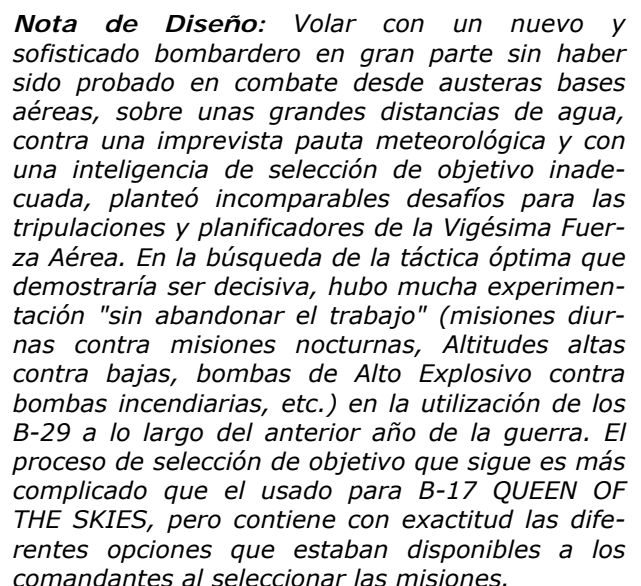 Nota de Diseño: Volar con un nuevo y
sofisticado bombardero en gran parte sin haber
sido probado en combate desde austeras bases
aéreas, sobre unas grandes distancias de agua,
contra una imprevista pauta meteorológica y con
una inteligencia de selección de objetivo inade-
cuada, planteó incomparables desafíos para las
tripulaciones y planificadores de la Vigésima Fuer-
za Aérea. En la búsqueda de la táctica óptima que
demostraría ser decisiva, hubo mucha experimen-
tación "sin abandonar el trabajo" (misiones diur-
nas contra misiones nocturnas, Altitudes altas
contra bajas, bombas de Alto Explosivo contra
bombas incendiarias, etc.) en la utilización de los
B-29 a lo largo del anterior año de la guerra. El
proceso de selección de objetivo que sigue es más
complicado que el usado para B-17 QUEEN OF
THE SKIES, pero contiene con exactitud las dife-
rentes opciones que estaban disponibles a los
comandantes al seleccionar las misiones.